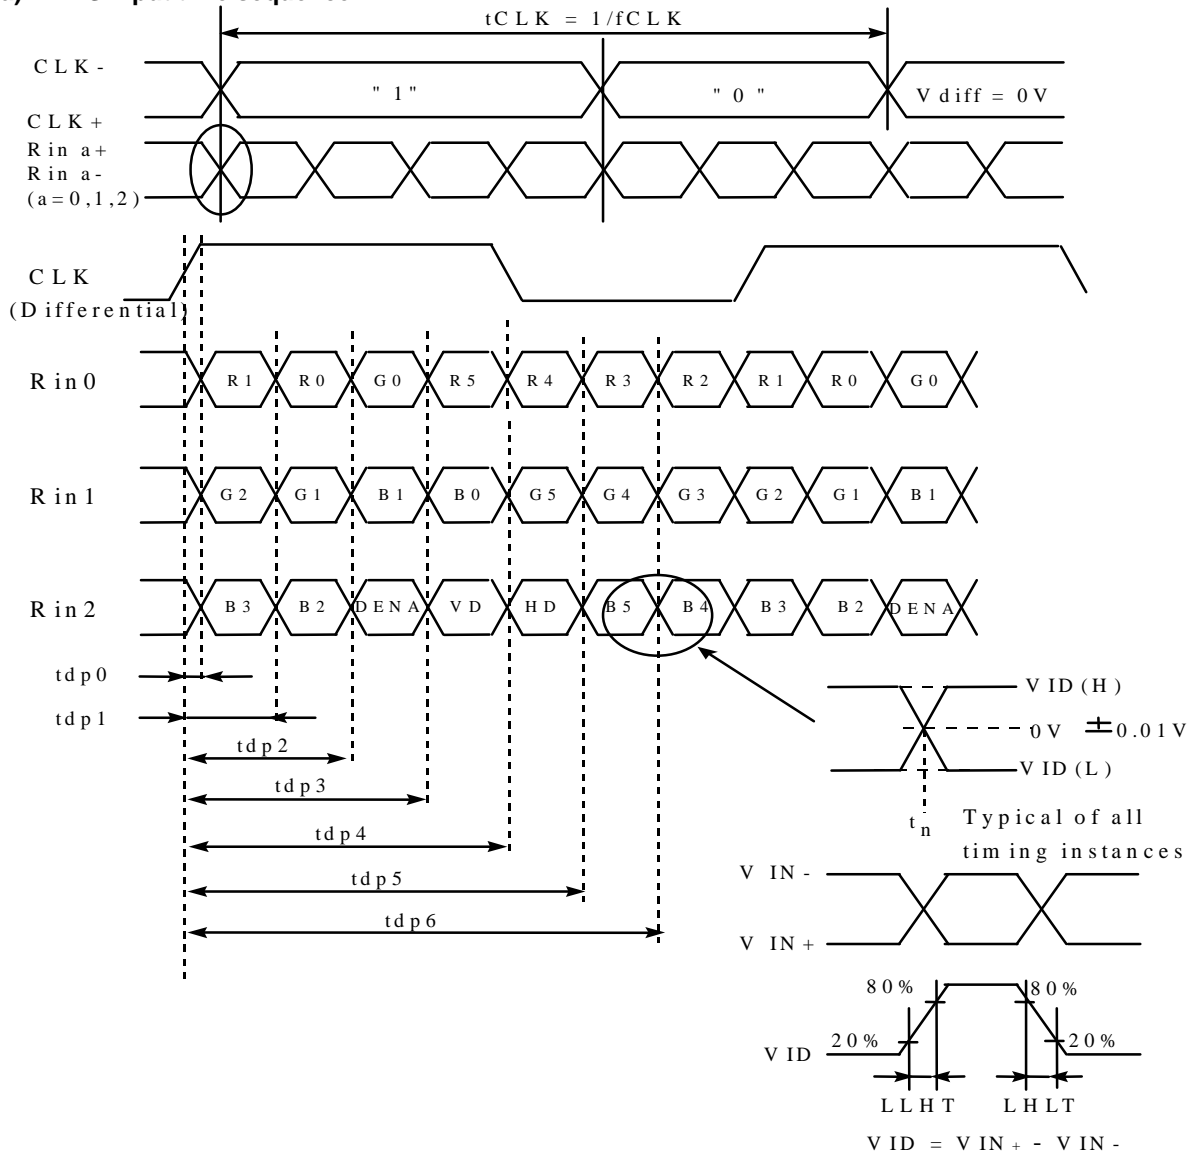 tCLK = 1/fCLK
CLK-
"1"
"0"
Vdiff = 0V
CLK+
Rin a+
Rin a-
(a=0,1,2)
CLK
(Differential)
Rin0
R1 R0 G0 R5 R4 R3 R2 R1 R0 G0
Rin1
G2 G1 B1 B0 G5 G4 G3 G2 G1 B1
Rin2
B3 B2 DENA VD HD B5 B4 B3 B2 DENA
tdp0
tdp1
tdp2
tdp3
tdp4
tdp5
tdp6
VID(H)
0V ±0.01V
VID(L)
tn
Typical of all
timing instances
VIN-
VIN+
80% 80%
20% 20%
VID
LLHT LHLT
VID = VIN+ - VIN-